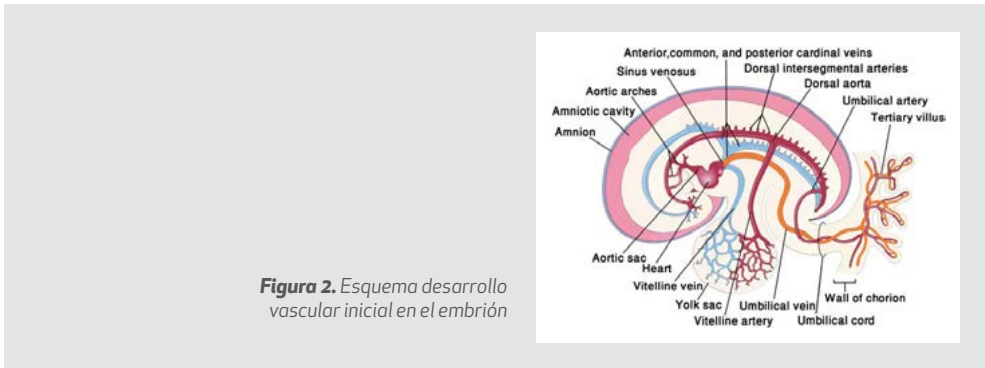 Anterior,common, and posterior cardinal veins
Sinus venosus
Dorsal intersegmental arteries
Aortic arches
Dorsal aorta
Amniotic cavity
Umbilical artery
Amnion
Tertiary villus
Aortic sac
Heart
Vitelline vein
Yolk sac
Umbilical vein
Wall of chorion
Vitelline artery
Umbilical cord
Figura 2. Esquema desarrollo
vascular inicial en el embrión